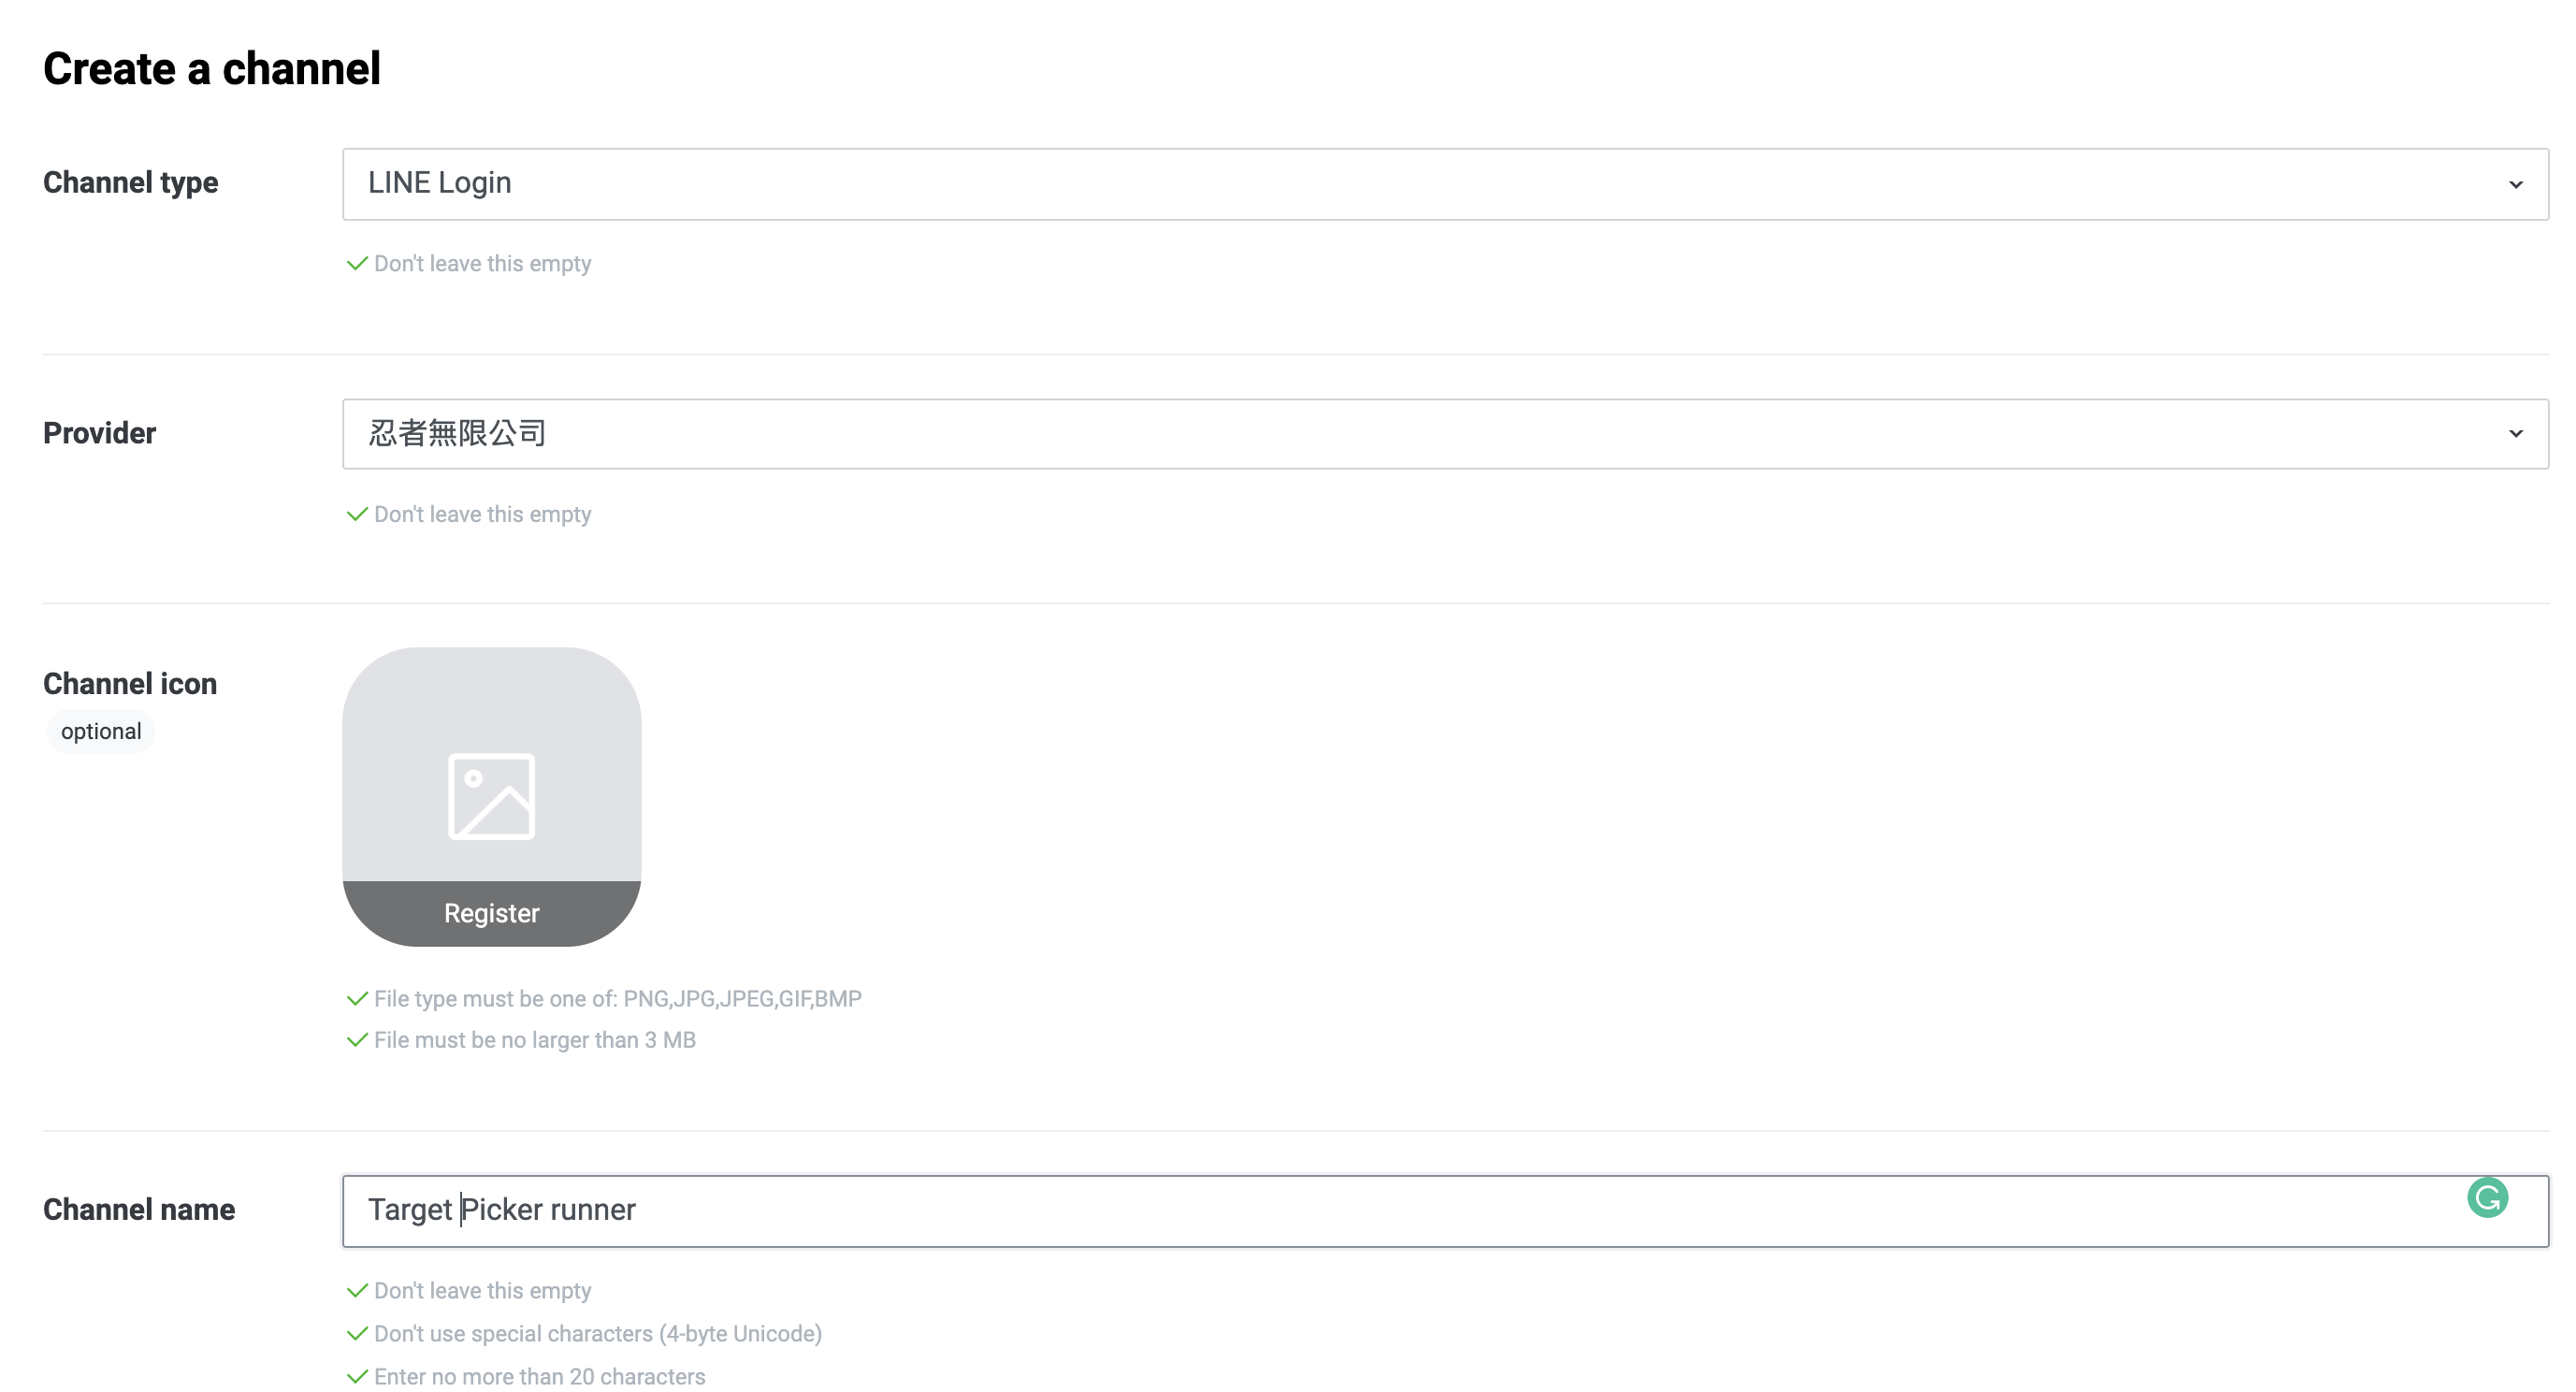 Create a channel
Channel type
LINE Login
Don't leave this empty
Provider
忍者無限公司
Don't leave this empty
Channel icon
optional
Register
File type must be one of: PNG,JPG,JPEG,GIF,BMP
File must be no larger than 3 MB
Channel name
Target Picker runner
Don't leave this empty
Don't use special characters (4-byte Unicode)
Enter no more than 20 characters